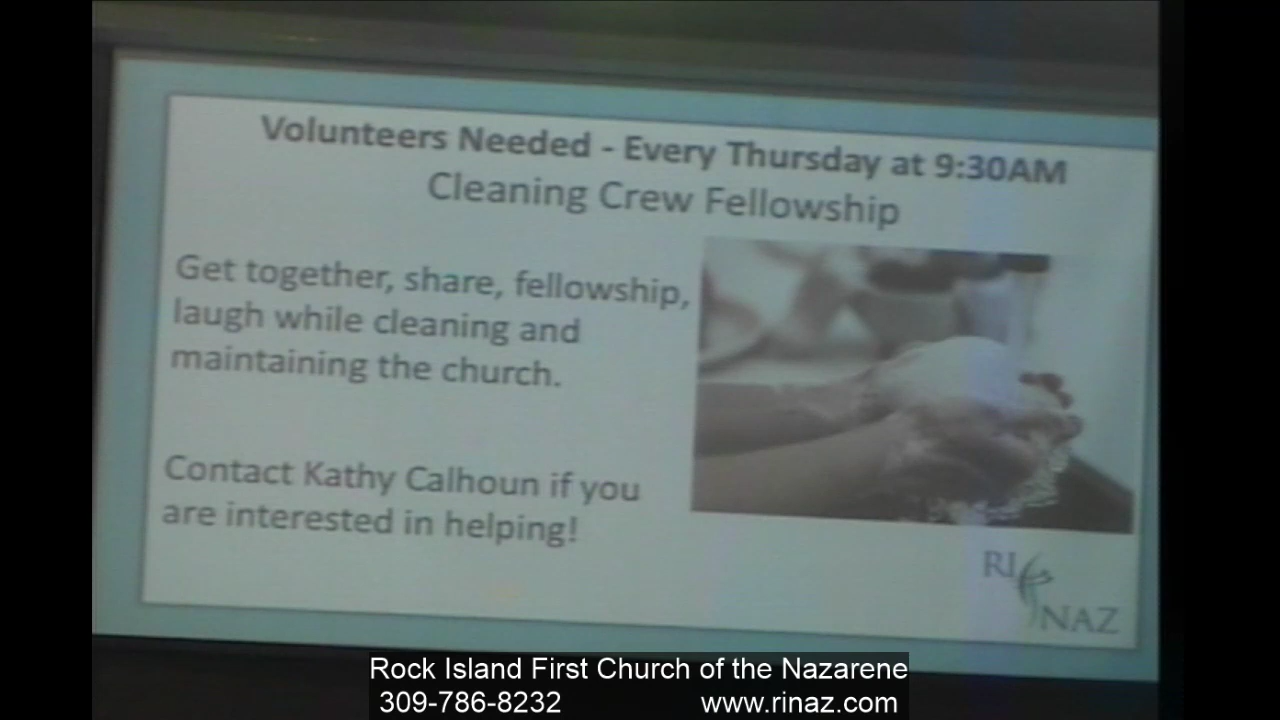 Volunteers Needed - Every Thursday at 9:30AM
Cleaning Crew Fellowship
Get together, share, fellowship,
laugh while cleaning and
maintaining the church.
Contact Kathy Calhoun if you
are interested in helping!
RI
NAZ
Rock Island First Church of the Nazarene
309-786-8232 www.rinaz.com